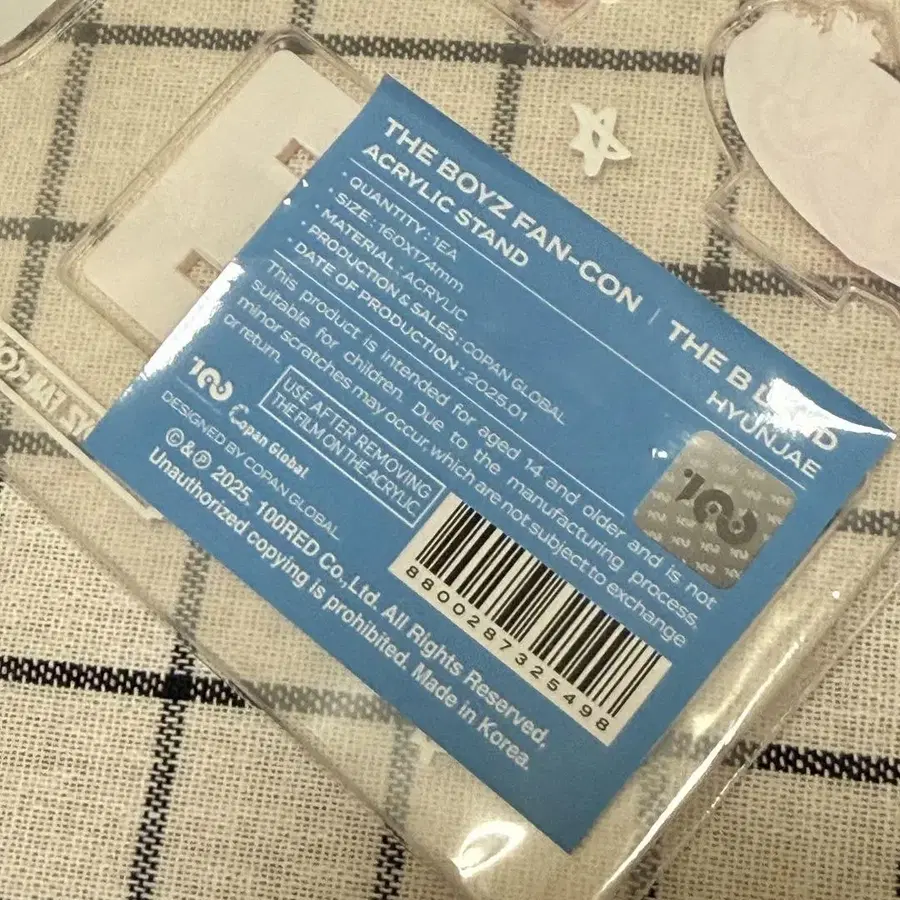 THE BOYZ FAN-CON | THE B
ACRYLIC STAND
HYUNJAE
· QUANTITY : 1EA
· SIZE : 160X174mm
· MATERIAL : ACRYLIC
· PRODUCTION & SALES : COPAN GLOBAL
· DATE OF PRODUCTION : 2025.01
This product is intended for aged 14 and older and is not
suitable for children. Due to the manufacturing process,
minor scratches may occur, which are not subject to exchange
or return.
Copan Global
USE AFTER REMOVING
THE FILM ON THE ACRYLIC.
DESIGNED BY COPAN GLOBAL
©&℗ 2025. 100RED Co., Ltd. All Rights Reserved.
Unauthorized copying is prohibited. Made in Korea.
8800287325498